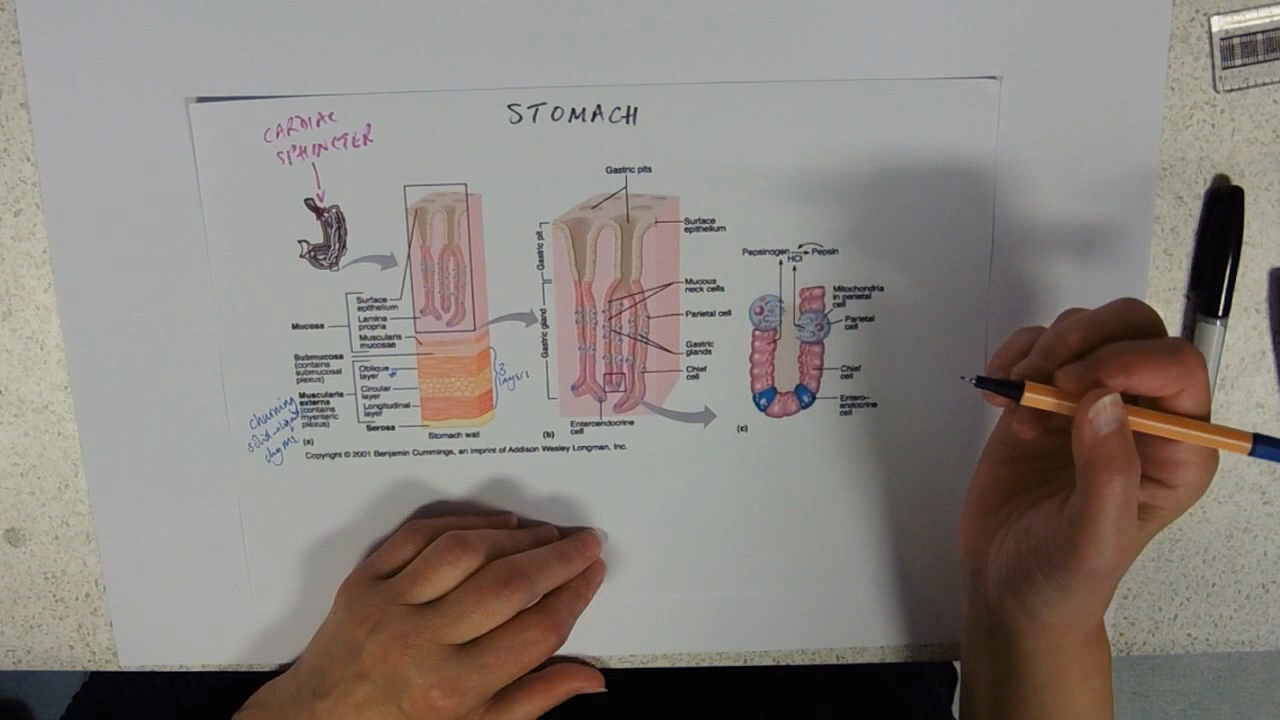 STOMACH
CARDIAC
SPHINCTER
Surface
epithelium
Lamina
propria
Muscularis
mucosae
Mucosa
Submucosa
(contains
submucosal
plexus)
Oblique
layer
Circular
layer
Longitudinal
layer
Muscularis
externa
(contains
myenteric
plexus)
Serosa
3
layers
churning
solid-liquid
chyme
(a)
Stomach wall
Gastric pits
Gastric pit
Gastric gland
Surface
epithelium
Mucous
neck cells
Parietal cell
Gastric
glands
Chief
cell
Enteroendocrine
cell
(b)
Pepsinogen
HCl
Pepsin
Mitochondria
in parietal
cell
Parietal
cell
Chief
cell
Entero-
endocrine
cell
(c)
Copyright © 2001 Benjamin Cummings, an imprint of Addison Wesley Longman, Inc.